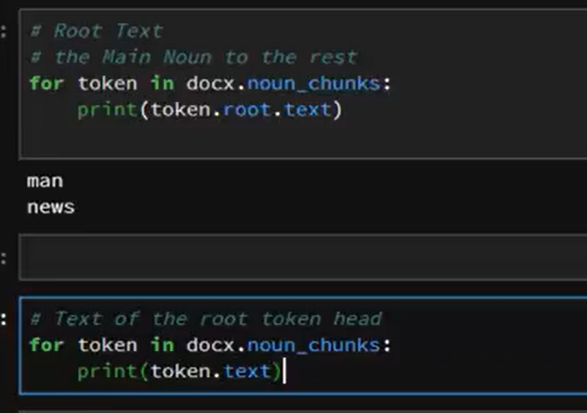 :
# Root Text
# the Main Noun to the rest
for token in docx.noun_chunks:
    print(token.root.text)
man
news
:
:
# Text of the root token head
for token in docx.noun_chunks:
    print(token.text)